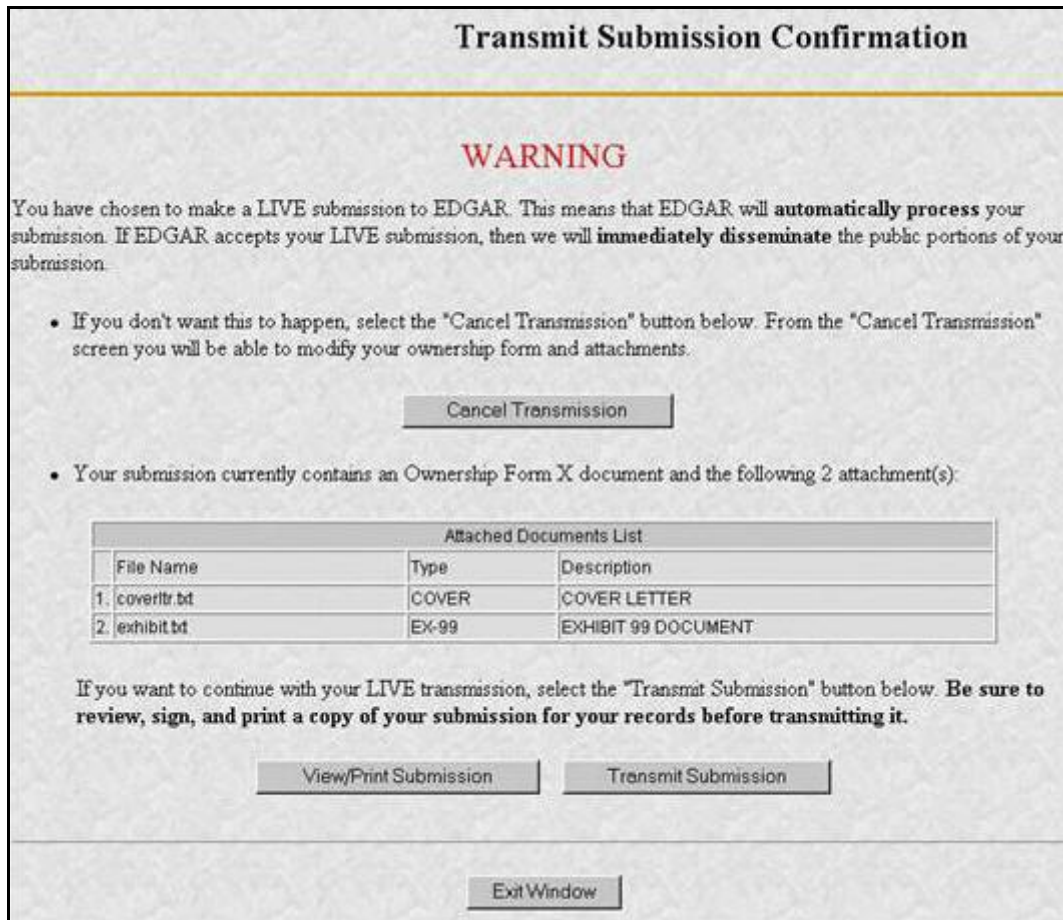 Transmit Submission Confirmation
WARNING
You have chosen to make a LIVE submission to EDGAR. This means that EDGAR will automatically process your
submission. If EDGAR accepts your LIVE submission, then we will immediately disseminate the public portions of your
submission.
• If you don't want this to happen, select the "Cancel Transmission" button below. From the "Cancel Transmission"
screen you will be able to modify your ownership form and attachments.
Cancel Transmission
• Your submission currently contains an Ownership Form X document and the following 2 attachment(s):
Attached Documents List
File Name Type Description
1. coverltr.txt COVER COVER LETTER
2. exhibit.txt EX-99 EXHIBIT 99 DOCUMENT
If you want to continue with your LIVE transmission, select the "Transmit Submission" button below. Be sure to
review, sign, and print a copy of your submission for your records before transmitting it.
View/Print Submission Transmit Submission
Exit Window